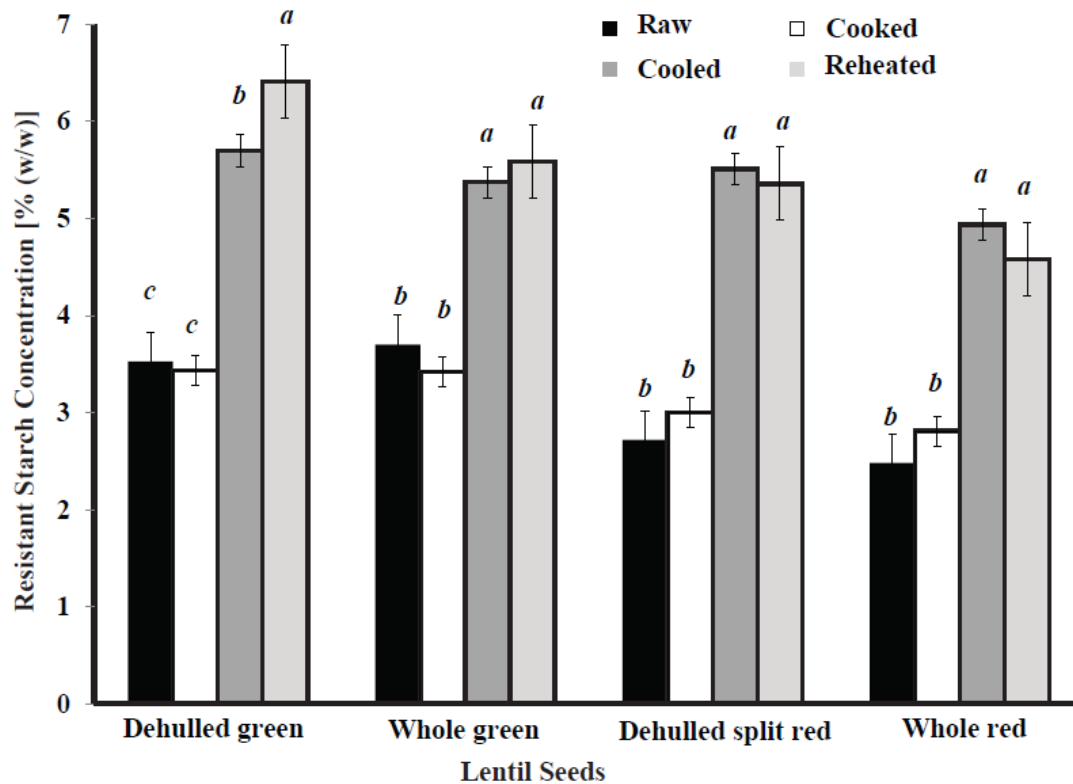 Resistant Starch Concentration [% (w/w)]
7
6
5
4
3
2
1
0
Raw
Cooked
Cooled
Reheated
c
c
b
a
b
b
a
a
b
b
a
a
b
b
a
a
Dehulled green
Whole green
Dehulled split red
Whole red
Lentil Seeds